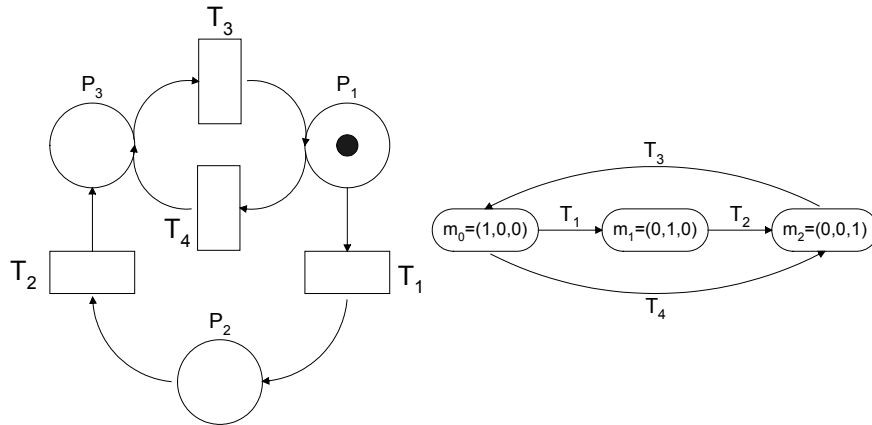 T₃
P₃
P₁
T₄
T₂
T₁
P₂
T₃
m₀=(1,0,0)
T₁
m₁=(0,1,0)
T₂
m₂=(0,0,1)
T₄